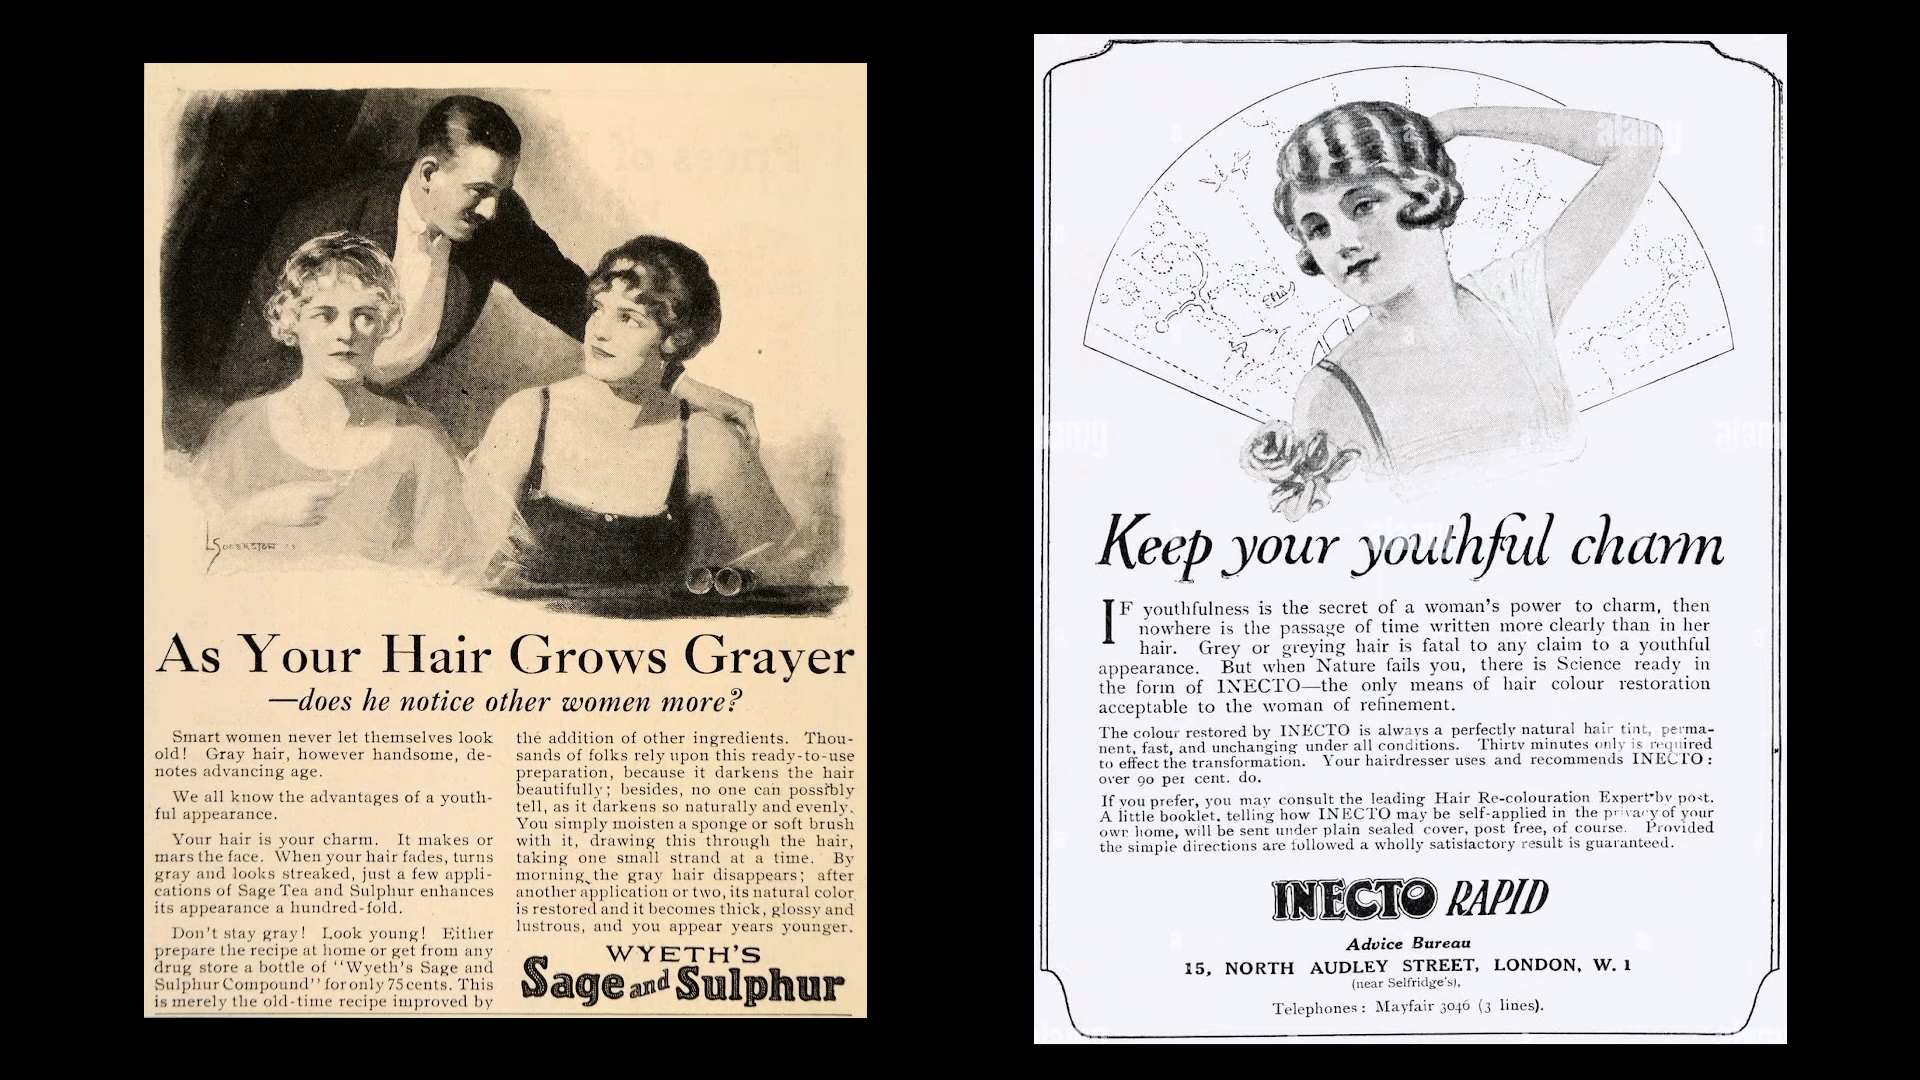 As Your Hair Grows Grayer
—does he notice other women more?
Smart women never let themselves look
old! Gray hair, however handsome, de-
notes advancing age.
We all know the advantages of a youth-
ful appearance.
Your hair is your charm. It makes or
mars the face. When your hair fades, turns
gray and looks streaked, just a few appli-
cations of Sage Tea and Sulphur enhances
its appearance a hundred-fold.
Don't stay gray! Look young! Either
prepare the recipe at home or get from any
drug store a bottle of "Wyeth's Sage and
Sulphur Compound" for only 75 cents. This
is merely the old-time recipe improved by
the addition of other ingredients. Thou-
sands of folks rely upon this ready-to-use
preparation, because it darkens the hair
beautifully; besides, no one can possibly
tell, as it darkens so naturally and evenly.
You simply moisten a sponge or soft brush
with it, drawing this through the hair,
taking one small strand at a time. By
morning the gray hair disappears; after
another application or two, its natural color
is restored and it becomes thick, glossy and
lustrous, and you appear years younger.
WYETH'S
Sage and Sulphur
Keep your youthful charm
IF youthfulness is the secret of a woman's power to charm, then
nowhere is the passage of time written more clearly than in her
hair. Grey or greying hair is fatal to any claim to a youthful
appearance. But when Nature fails you, there is Science ready in
the form of INECTO—the only means of hair colour restoration
acceptable to the woman of refinement.
The colour restored by INECTO is always a perfectly natural hair tint, perma-
nent, fast, and unchanging under all conditions. Thirty minutes only is required
to effect the transformation. Your hairdresser uses and recommends INECTO:
over 90 per cent. do.
If you prefer, you may consult the leading Hair Re-colouration Expert by post.
A little booklet, telling how INECTO may be self-applied in the privacy of your
own home, will be sent under plain sealed cover, post free, of course. Provided
the simple directions are followed a wholly satisfactory result is guaranteed.
INECTO RAPID
Advice Bureau
15, NORTH AUDLEY STREET, LONDON, W. 1
(near Selfridge's),
Telephones: Mayfair 3046 (3 lines).